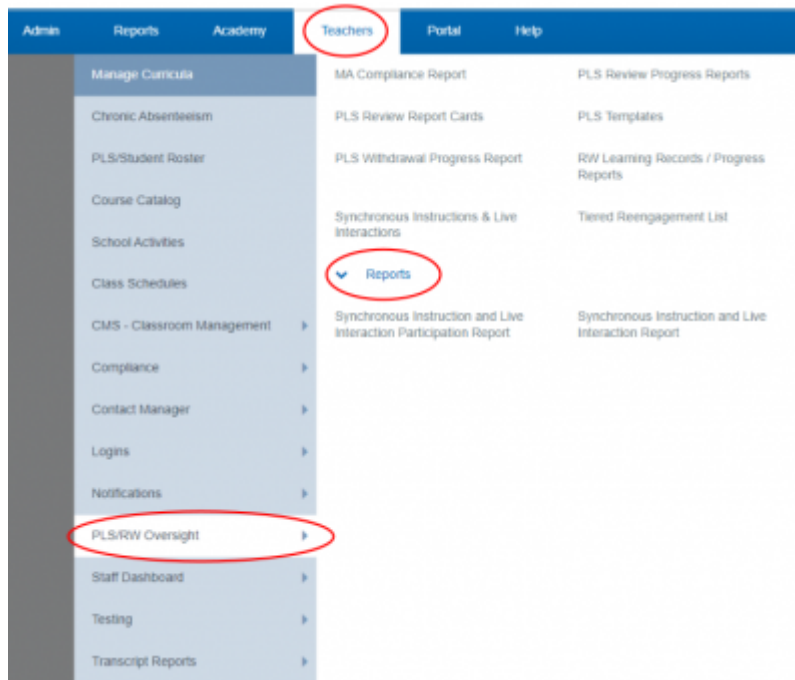 Admin Reports Academy Teachers Portal Help
Manage Curricula
Chronic Absenteeism
PLS/Student Roster
Course Catalog
School Activities
Class Schedules
CMS - Classroom Management
Compliance
Contact Manager
Logins
Notifications
PLS/RW Oversight
Staff Dashboard
Testing
Transcript Reports
MA Compliance Report
PLS Review Progress Reports
PLS Review Report Cards
PLS Templates
PLS Withdrawal Progress Report
RW Learning Records / Progress
Reports
Synchronous Instructions & Live
Interactions
Tiered Reengagement List
Reports
Synchronous Instruction and Live
Interaction Participation Report
Synchronous Instruction and Live
Interaction Report